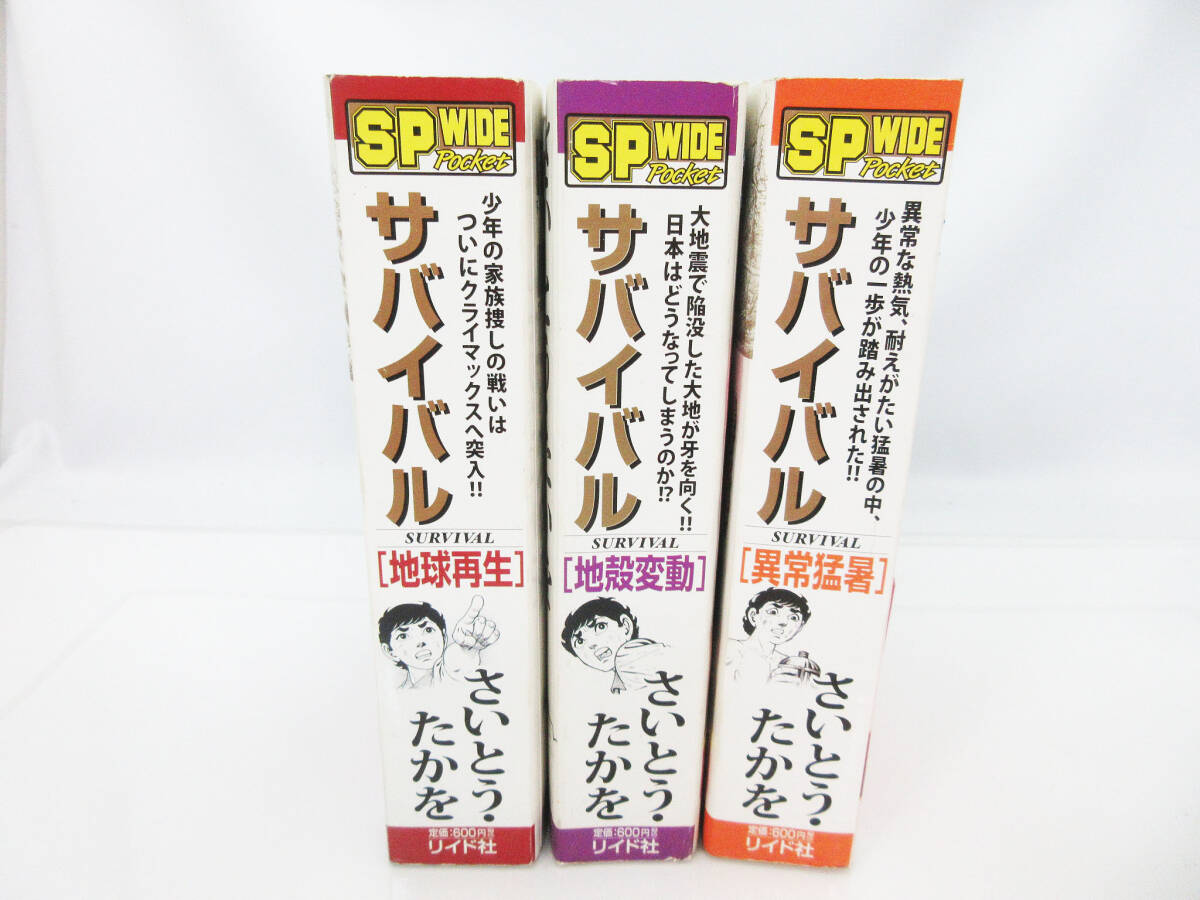 SP WIDE
Pocket
少年の家族捜しの戦いは
ついにクライマックスへ突入!!
サバイバル
SURVIVAL
[地球再生]
さいとう・
たかを
定価:600円
リイド社
SP WIDE
Pocket
大地震で陥没した大地が牙を向く!!
日本はどうなってしまうのか!?
サバイバル
SURVIVAL
[地殻変動]
さいとう・
たかを
定価:600円
リイド社
SP WIDE
Pocket
異常な熱気、耐えがたい猛暑の中、
少年の一歩が踏み出された!!
サバイバル
SURVIVAL
[異常猛暑]
さいとう・
たかを
定価:600円
リイド社